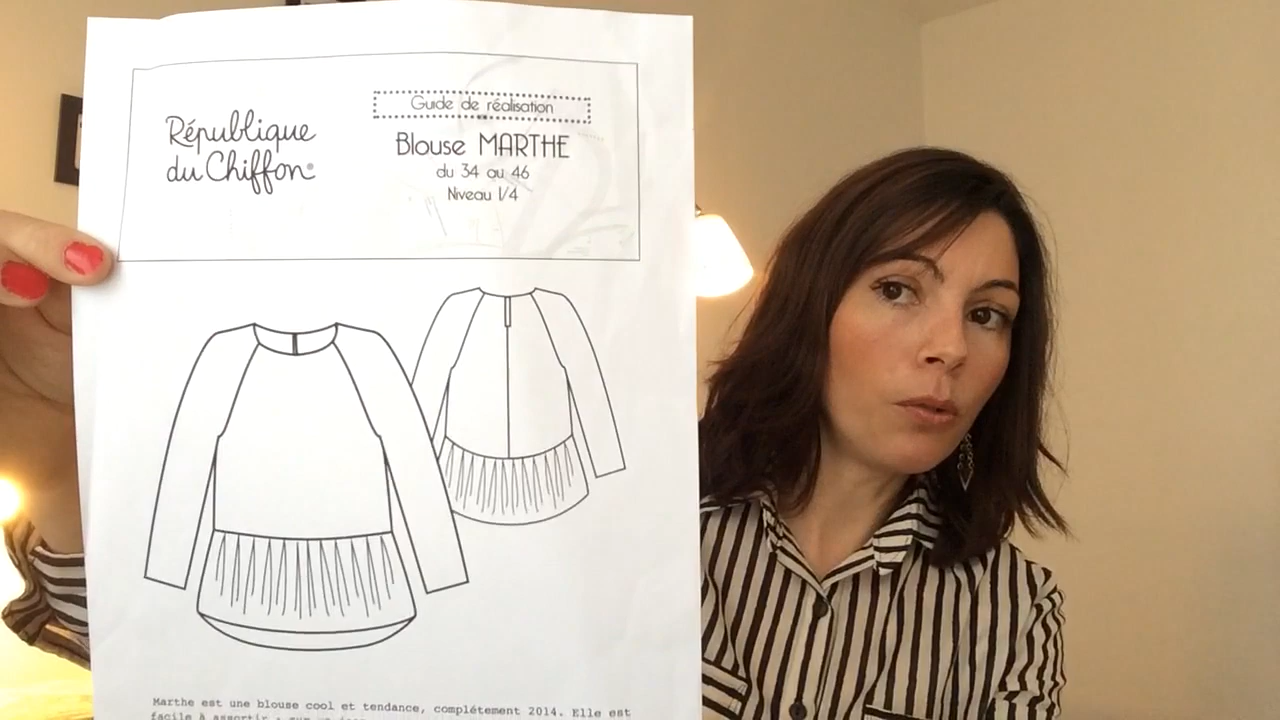 République
du Chiffon®
Guide de réalisation
Blouse MARTHE
du 34 au 46
Niveau 1/4
Marthe est une blouse cool et tendance, complétement 2014. Elle est
facile à assortir :